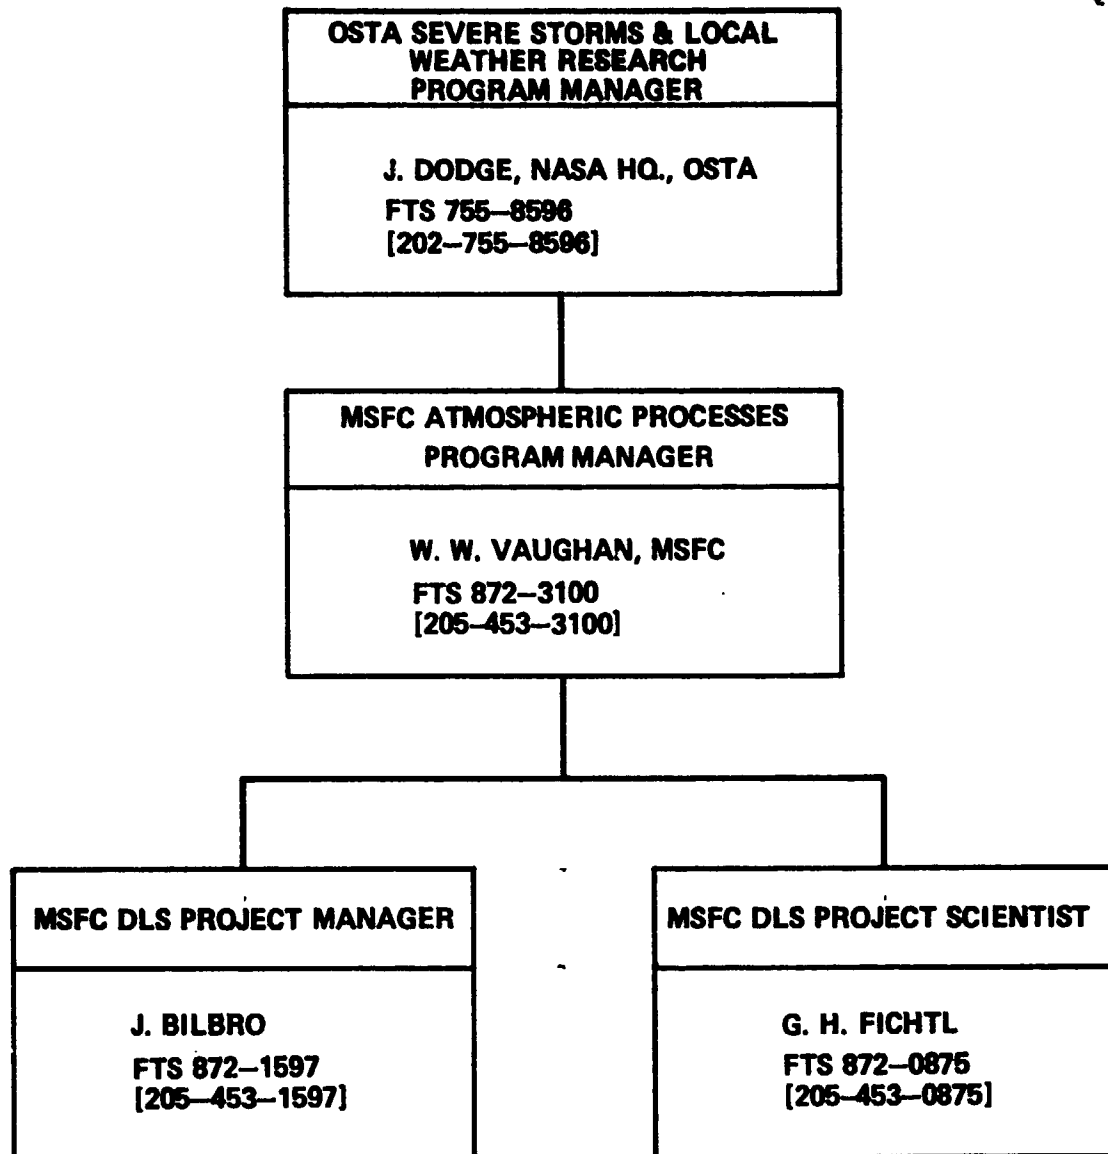 OSTA SEVERE STORMS & LOCAL
WEATHER RESEARCH
PROGRAM MANAGER
J. DODGE, NASA HQ., OSTA
FTS 755–8596
[202–755–8596]
MSFC ATMOSPHERIC PROCESSES
PROGRAM MANAGER
W. W. VAUGHAN, MSFC
FTS 872–3100
[205–453–3100]
MSFC DLS PROJECT MANAGER
J. BILBRO
FTS 872–1597
[205–453–1597]
MSFC DLS PROJECT SCIENTIST
G. H. FICHTL
FTS 872–0875
[205–453–0875]